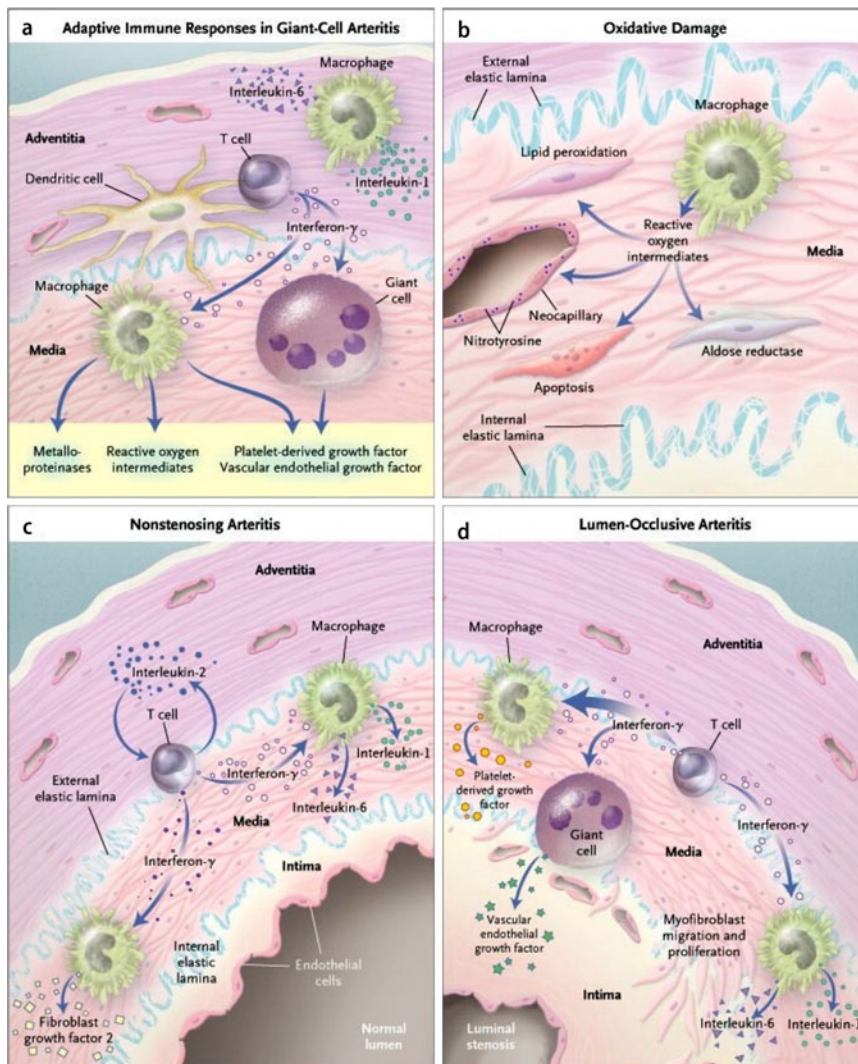 a
Adaptive Immune Responses in Giant-Cell Arteritis
Macrophage
Interleukin-6
Adventitia
T cell
Dendritic cell
Interleukin-1
Interferon-γ
Macrophage
Giant
cell
Media
Metallo-
proteinases
Reactive oxygen
intermediates
Platelet-derived growth factor
Vascular endothelial growth factor
b
Oxidative Damage
External
elastic lamina
Macrophage
Lipid peroxidation
Reactive
oxygen
intermediates
Media
Neocapillary
Nitrotyrosine
Aldose reductase
Apoptosis
Internal
elastic lamina
c
Nonstenosing Arteritis
Adventitia
Macrophage
Interleukin-2
T cell
Interleukin-1
Interferon-γ
External
elastic lamina
Interleukin-6
Media
Interferon-γ
Intima
Internal
elastic
lamina
Endothelial
cells
Fibroblast
growth factor 2
Normal
lumen
d
Lumen-Occlusive Arteritis
Macrophage
Adventitia
Interferon-γ
T cell
Platelet-
derived growth
factor
Giant
cell
Interferon-γ
Media
Vascular
endothelial
growth factor
Myofibroblast
migration and
proliferation
Intima
Interleukin-6
Interleukin-1
Luminal
stenosis